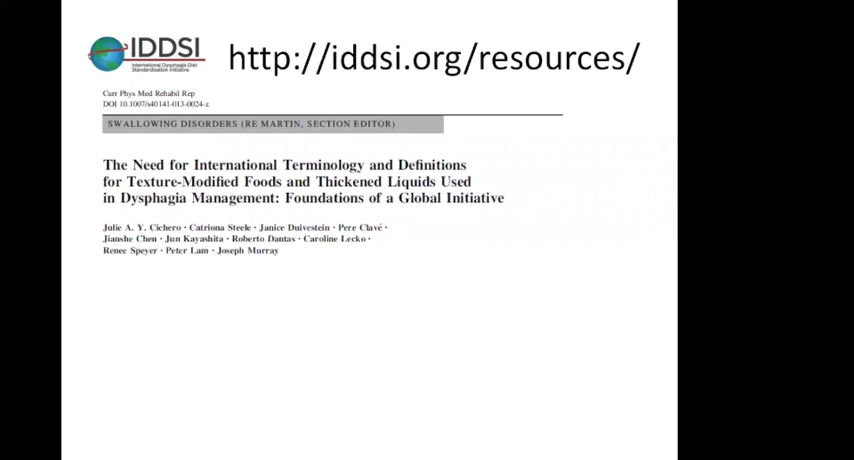 IDDSI
International Dysphagia Diet
Standardisation Initiative
http://iddsi.org/resources/
Curr Phys Med Rehabil Rep
DOI 10.1007/s40141-013-0024-z
SWALLOWING DISORDERS (RE MARTIN, SECTION EDITOR)
The Need for International Terminology and Definitions
for Texture-Modified Foods and Thickened Liquids Used
in Dysphagia Management: Foundations of a Global Initiative
Julie A. Y. Cichero · Catriona Steele · Janice Duivestein · Pere Clavé ·
Jianshe Chen · Jun Kayashita · Roberto Dantas · Caroline Lecko ·
Renee Speyer · Peter Lam · Joseph Murray